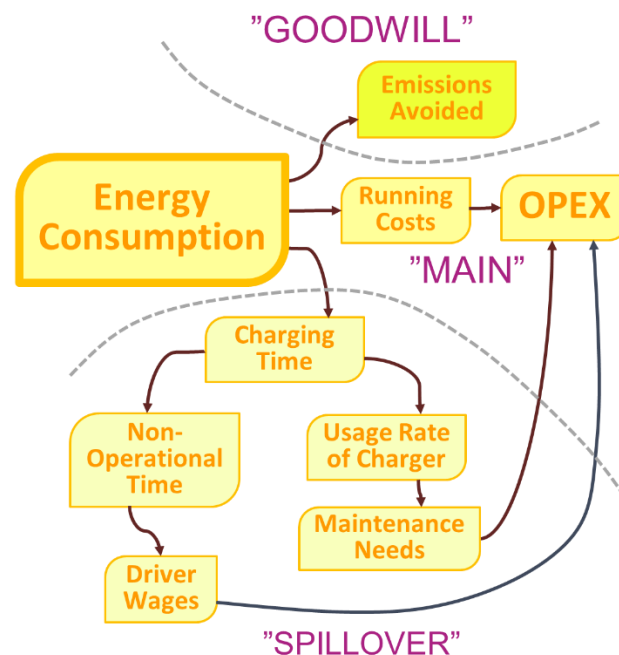 ”GOODWILL”
Emissions
Avoided
Energy
Consumption
Running
Costs
OPEX
”MAIN”
Charging
Time
Non-
Operational
Time
Usage Rate
of Charger
Maintenance
Needs
Driver
Wages
”SPILLOVER”